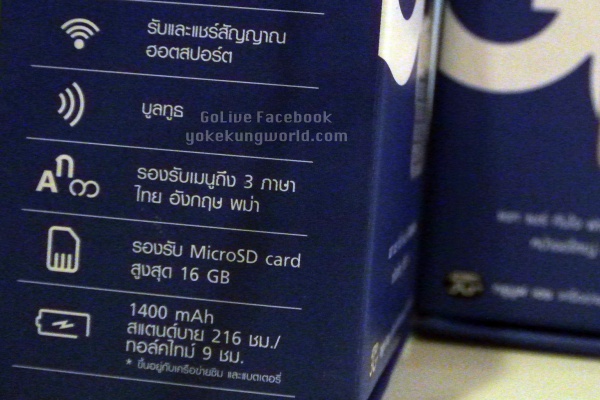 รับและแชร์สัญญาณ
ฮอตสปอร์ต
บูลทูธ
GoLive Facebook
yokekungworld.com
Aกက
รองรับเมนูถึง 3 ภาษา
ไทย อังกฤษ พม่า
รองรับ MicroSD card
สูงสุด 16 GB
1400 mAh
สแตนด์บาย 216 ชม./
ทอล์คไทม์ 9 ชม.
* ขึ้นอยู่กับเครือข่ายซิม และแบตเตอรี่